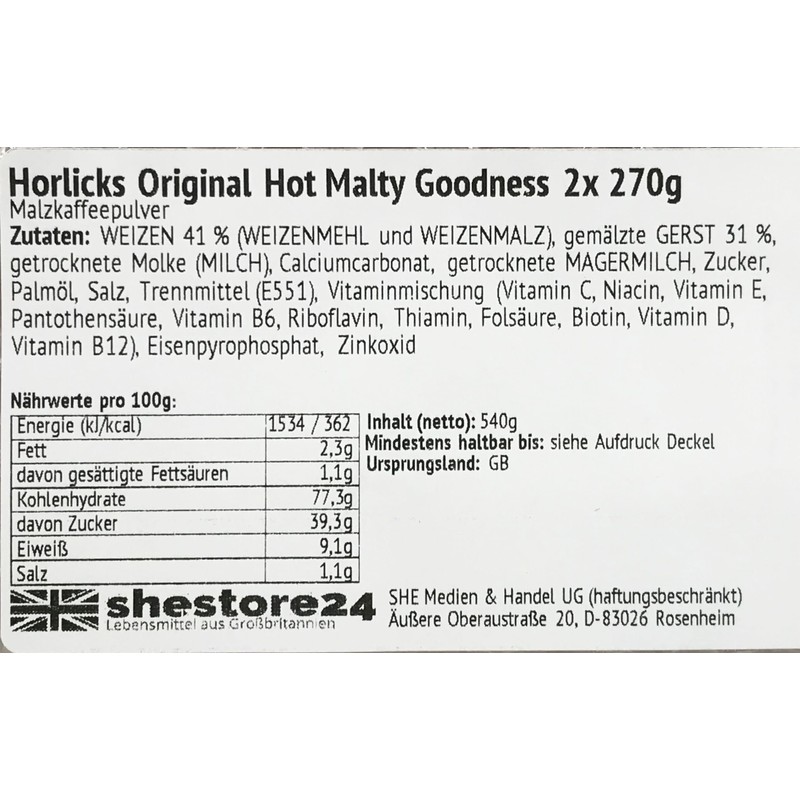 Horlicks Original Hot Malty Goodness 2x 270g
Malzkaffeepulver
Zutaten: WEIZEN 41 % (WEIZENMEHL und WEIZENMALZ), gemälzte GERST 31 %,
getrocknete Molke (MILCH), Calciumcarbonat, getrocknete MAGERMILCH, Zucker,
Palmöl, Salz, Trennmittel (E551), Vitaminmischung (Vitamin C, Niacin, Vitamin E,
Pantothensäure, Vitamin B6, Riboflavin, Thiamin, Folsäure, Biotin, Vitamin D,
Vitamin B12), Eisenpyrophosphat, Zinkoxid
Nährwerte pro 100g:
Energie (kJ/kcal) 1534 / 362
Fett 2,3g
davon gesättigte Fettsäuren 1,1g
Kohlenhydrate 77,3g
davon Zucker 39,3g
Eiweiß 9,1g
Salz 1,1g
Inhalt (netto): 540g
Mindestens haltbar bis: siehe Aufdruck Deckel
Ursprungsland: GB
shestore24
Lebensmittel aus Großbritannien
SHE Medien & Handel UG (haftungsbeschränkt)
Äußere Oberaustraße 20, D-83026 Rosenheim